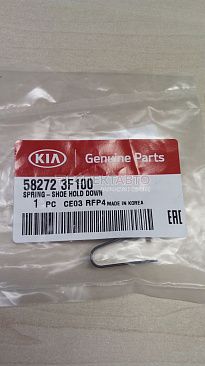 KIA Genuine Parts
58272 3F100
SPRING-SHOE HOLD DOWN
1 PC CE03 RFP4 MADE IN KOREA
EAC